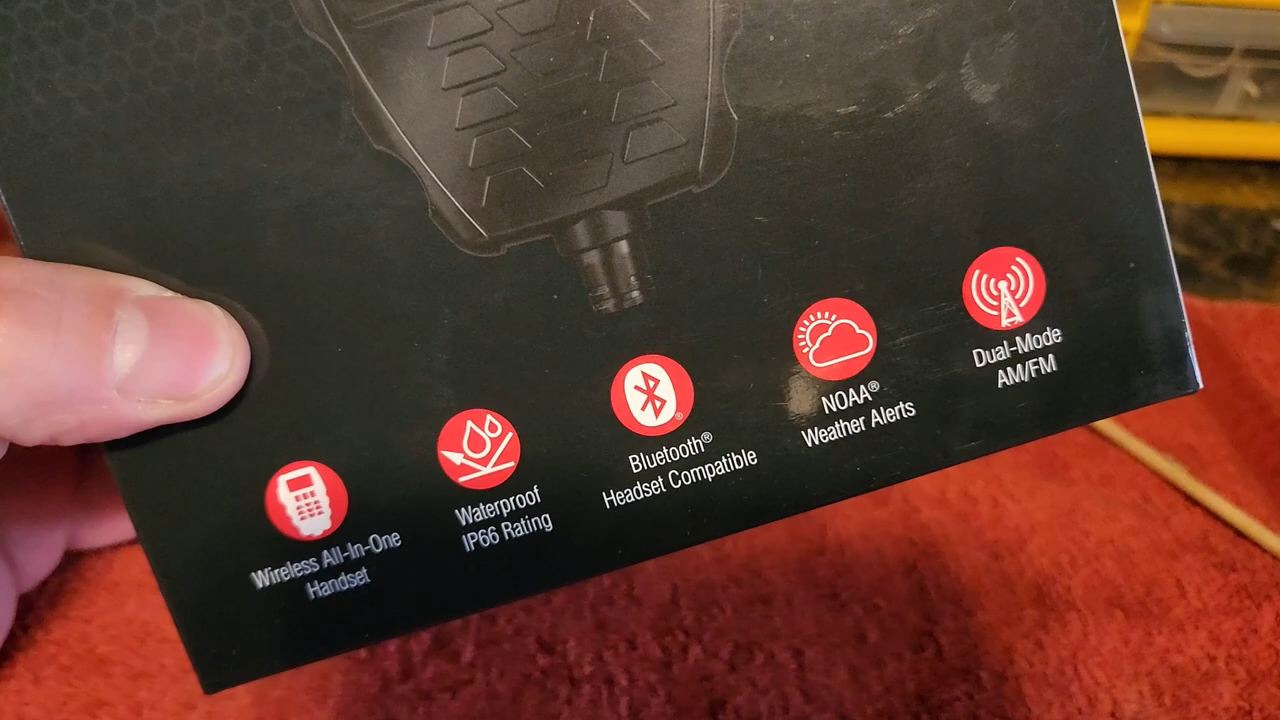 Wireless All-In-One
Handset
Waterproof
IP66 Rating
Bluetooth®
Headset Compatible
NOAA®
Weather Alerts
Dual-Mode
AM/FM